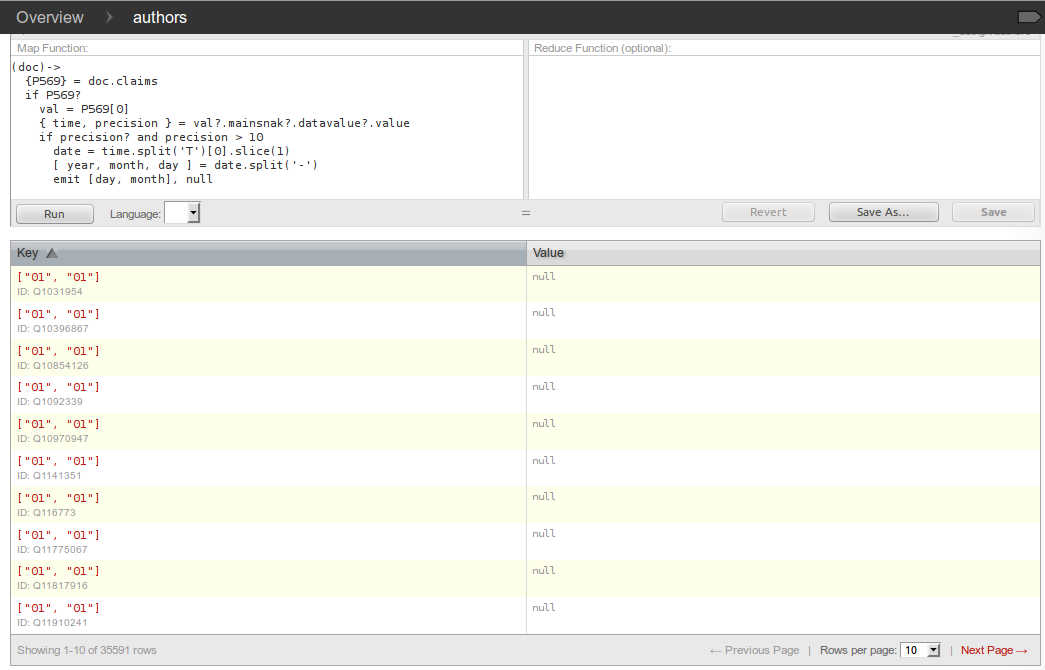 Overview authors
Map Function:
Reduce Function (optional):
(doc)->
{P569} = doc.claims
if P569?
val = P569[0]
{ time, precision } = val?.mainsnak?.datavalue?.value
if precision? and precision > 10
date = time.split('T')[0].slice(1)
[ year, month, day ] = date.split('-')
emit [day, month], null
Run Language: = Revert Save As... Save
Key Value
["01", "01"] null
ID: Q1031954
["01", "01"] null
ID: Q10396867
["01", "01"] null
ID: Q10854126
["01", "01"] null
ID: Q1092339
["01", "01"] null
ID: Q10970947
["01", "01"] null
ID: Q1141351
["01", "01"] null
ID: Q116773
["01", "01"] null
ID: Q11775067
["01", "01"] null
ID: Q11817916
["01", "01"] null
ID: Q11910241
Showing 1-10 of 35591 rows ← Previous Page | Rows per page: 10 | Next Page →